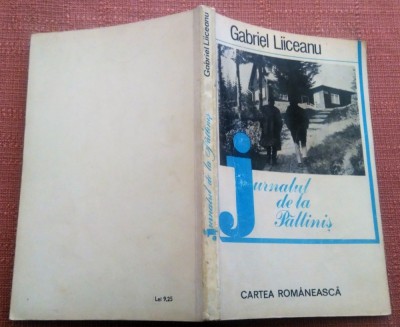 Gabriel Liiceanu
jurnalul
de la
Păltiniș
CARTEA ROMÂNEASCĂ
Gabriel Liiceanu
jurnalul de la Păltiniș
Lei 9,25